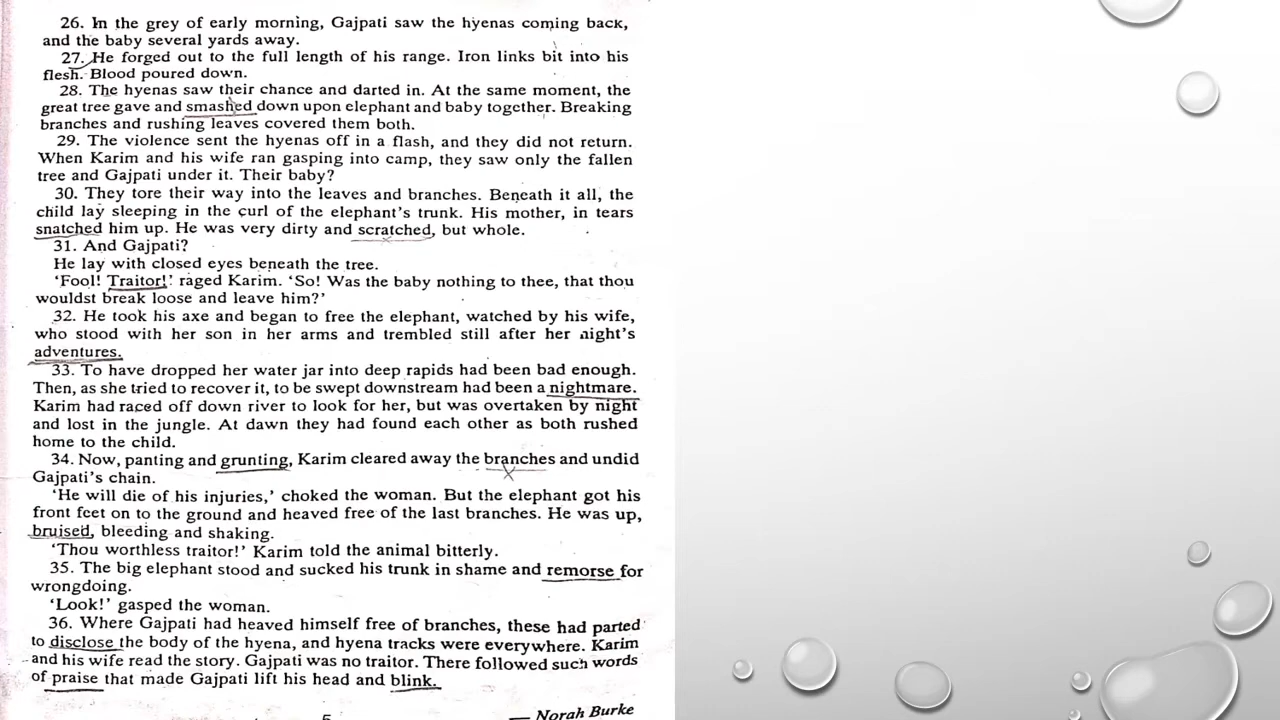 26. In the grey of early morning, Gajpati saw the hyenas coming back,
and the baby several yards away.
27. He forged out to the full length of his range. Iron links bit into his
flesh. Blood poured down.
28. The hyenas saw their chance and darted in. At the same moment, the
great tree gave and smashed down upon elephant and baby together. Breaking
branches and rushing leaves covered them both.
29. The violence sent the hyenas off in a flash, and they did not return.
When Karim and his wife ran gasping into camp, they saw only the fallen
tree and Gajpati under it. Their baby?
30. They tore their way into the leaves and branches. Beneath it all, the
child lay sleeping in the curl of the elephant's trunk. His mother, in tears
snatched him up. He was very dirty and scratched, but whole.
31. And Gajpati?
He lay with closed eyes beneath the tree.
'Fool! Traitor!' raged Karim. 'So! Was the baby nothing to thee, that thou
wouldst break loose and leave him?'
32. He took his axe and began to free the elephant, watched by his wife,
who stood with her son in her arms and trembled still after her night's
adventures.
33. To have dropped her water jar into deep rapids had been bad enough.
Then, as she tried to recover it, to be swept downstream had been a nightmare.
Karim had raced off down river to look for her, but was overtaken by night
and lost in the jungle. At dawn they had found each other as both rushed
home to the child.
34. Now, panting and grunting, Karim cleared away the branches and undid
Gajpati's chain.
'He will die of his injuries,' choked the woman. But the elephant got his
front feet on to the ground and heaved free of the last branches. He was up,
bruised, bleeding and shaking.
'Thou worthless traitor!' Karim told the animal bitterly.
35. The big elephant stood and sucked his trunk in shame and remorse for
wrongdoing.
'Look!' gasped the woman.
36. Where Gajpati had heaved himself free of branches, these had parted
to disclose the body of the hyena, and hyena tracks were everywhere. Karim
and his wife read the story. Gajpati was no traitor. There followed such words
of praise that made Gajpati lift his head and blink.
— Norah Burke